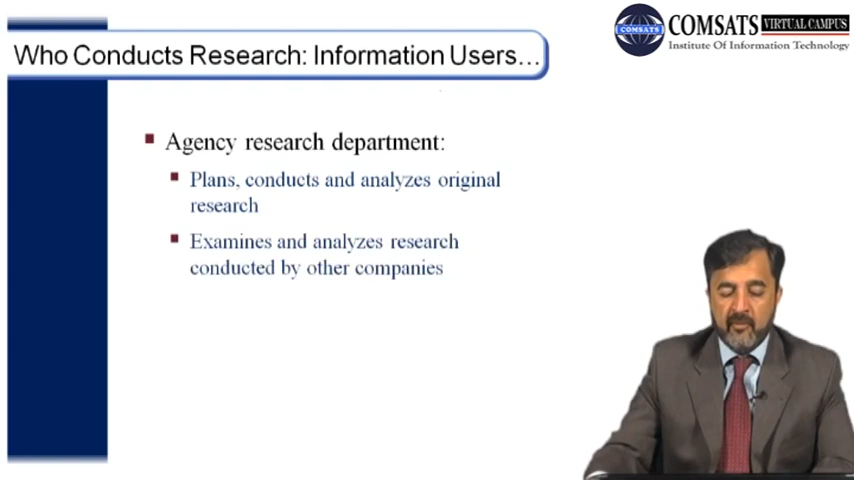 COMSATS VIRTUAL CAMPUS
COMSATS
Institute Of Information Technology
Who Conducts Research: Information Users...
Agency research department:
Plans, conducts and analyzes original
research
Examines and analyzes research
conducted by other companies